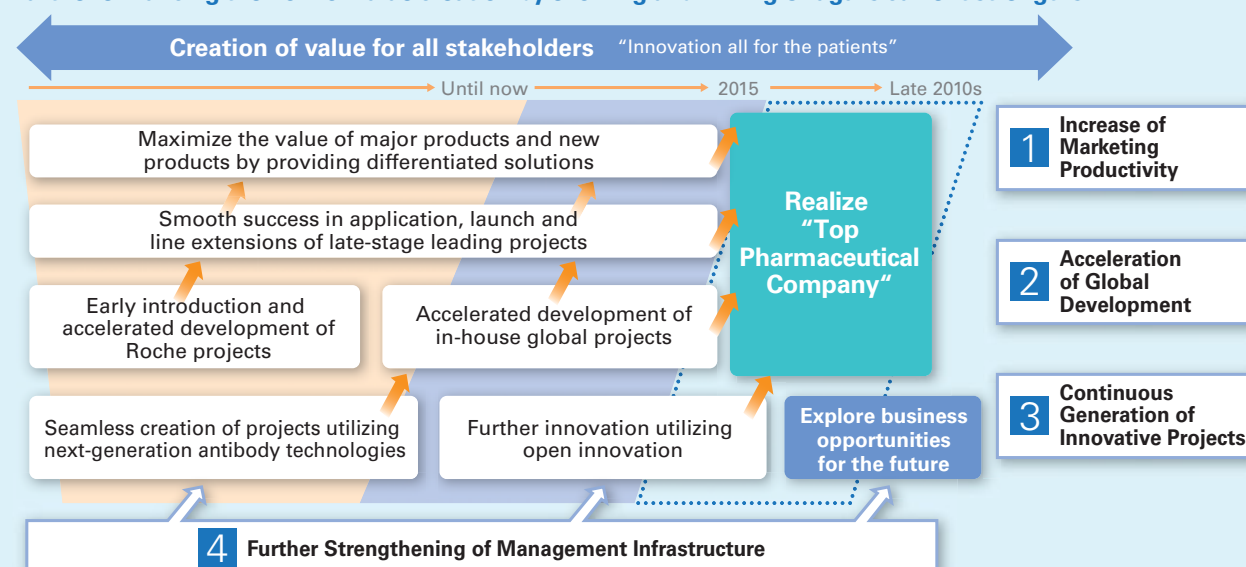 Creation of value for all stakeholders “Innovation all for the patients”
Until now 2015 Late 2010s
Maximize the value of major products and new
products by providing differentiated solutions
Smooth success in application, launch and
line extensions of late-stage leading projects
Early introduction and
accelerated development of
Roche projects
Accelerated development of
in-house global projects
Realize
“Top
Pharmaceutical
Company“
Seamless creation of projects utilizing
next-generation antibody technologies
Further innovation utilizing
open innovation
Explore business
opportunities
for the future
1 Increase of
Marketing
Productivity
2 Acceleration
of Global
Development
3 Continuous
Generation of
Innovative Projects
4 Further Strengthening of Management Infrastructure